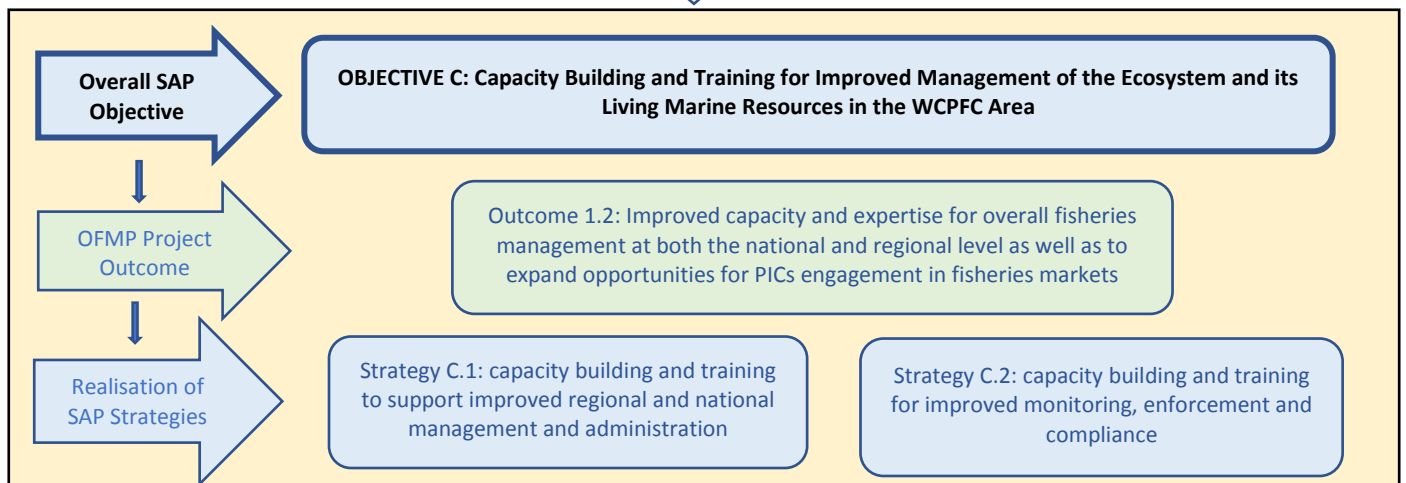 Overall SAP
Objective
OBJECTIVE C: Capacity Building and Training for Improved Management of the Ecosystem and its
Living Marine Resources in the WCPFC Area
OFMP Project
Outcome
Outcome 1.2: Improved capacity and expertise for overall fisheries
management at both the national and regional level as well as to
expand opportunities for PICs engagement in fisheries markets
Realisation of
SAP Strategies
Strategy C.1: capacity building and training
to support improved regional and national
management and administration
Strategy C.2: capacity building and training
for improved monitoring, enforcement and
compliance